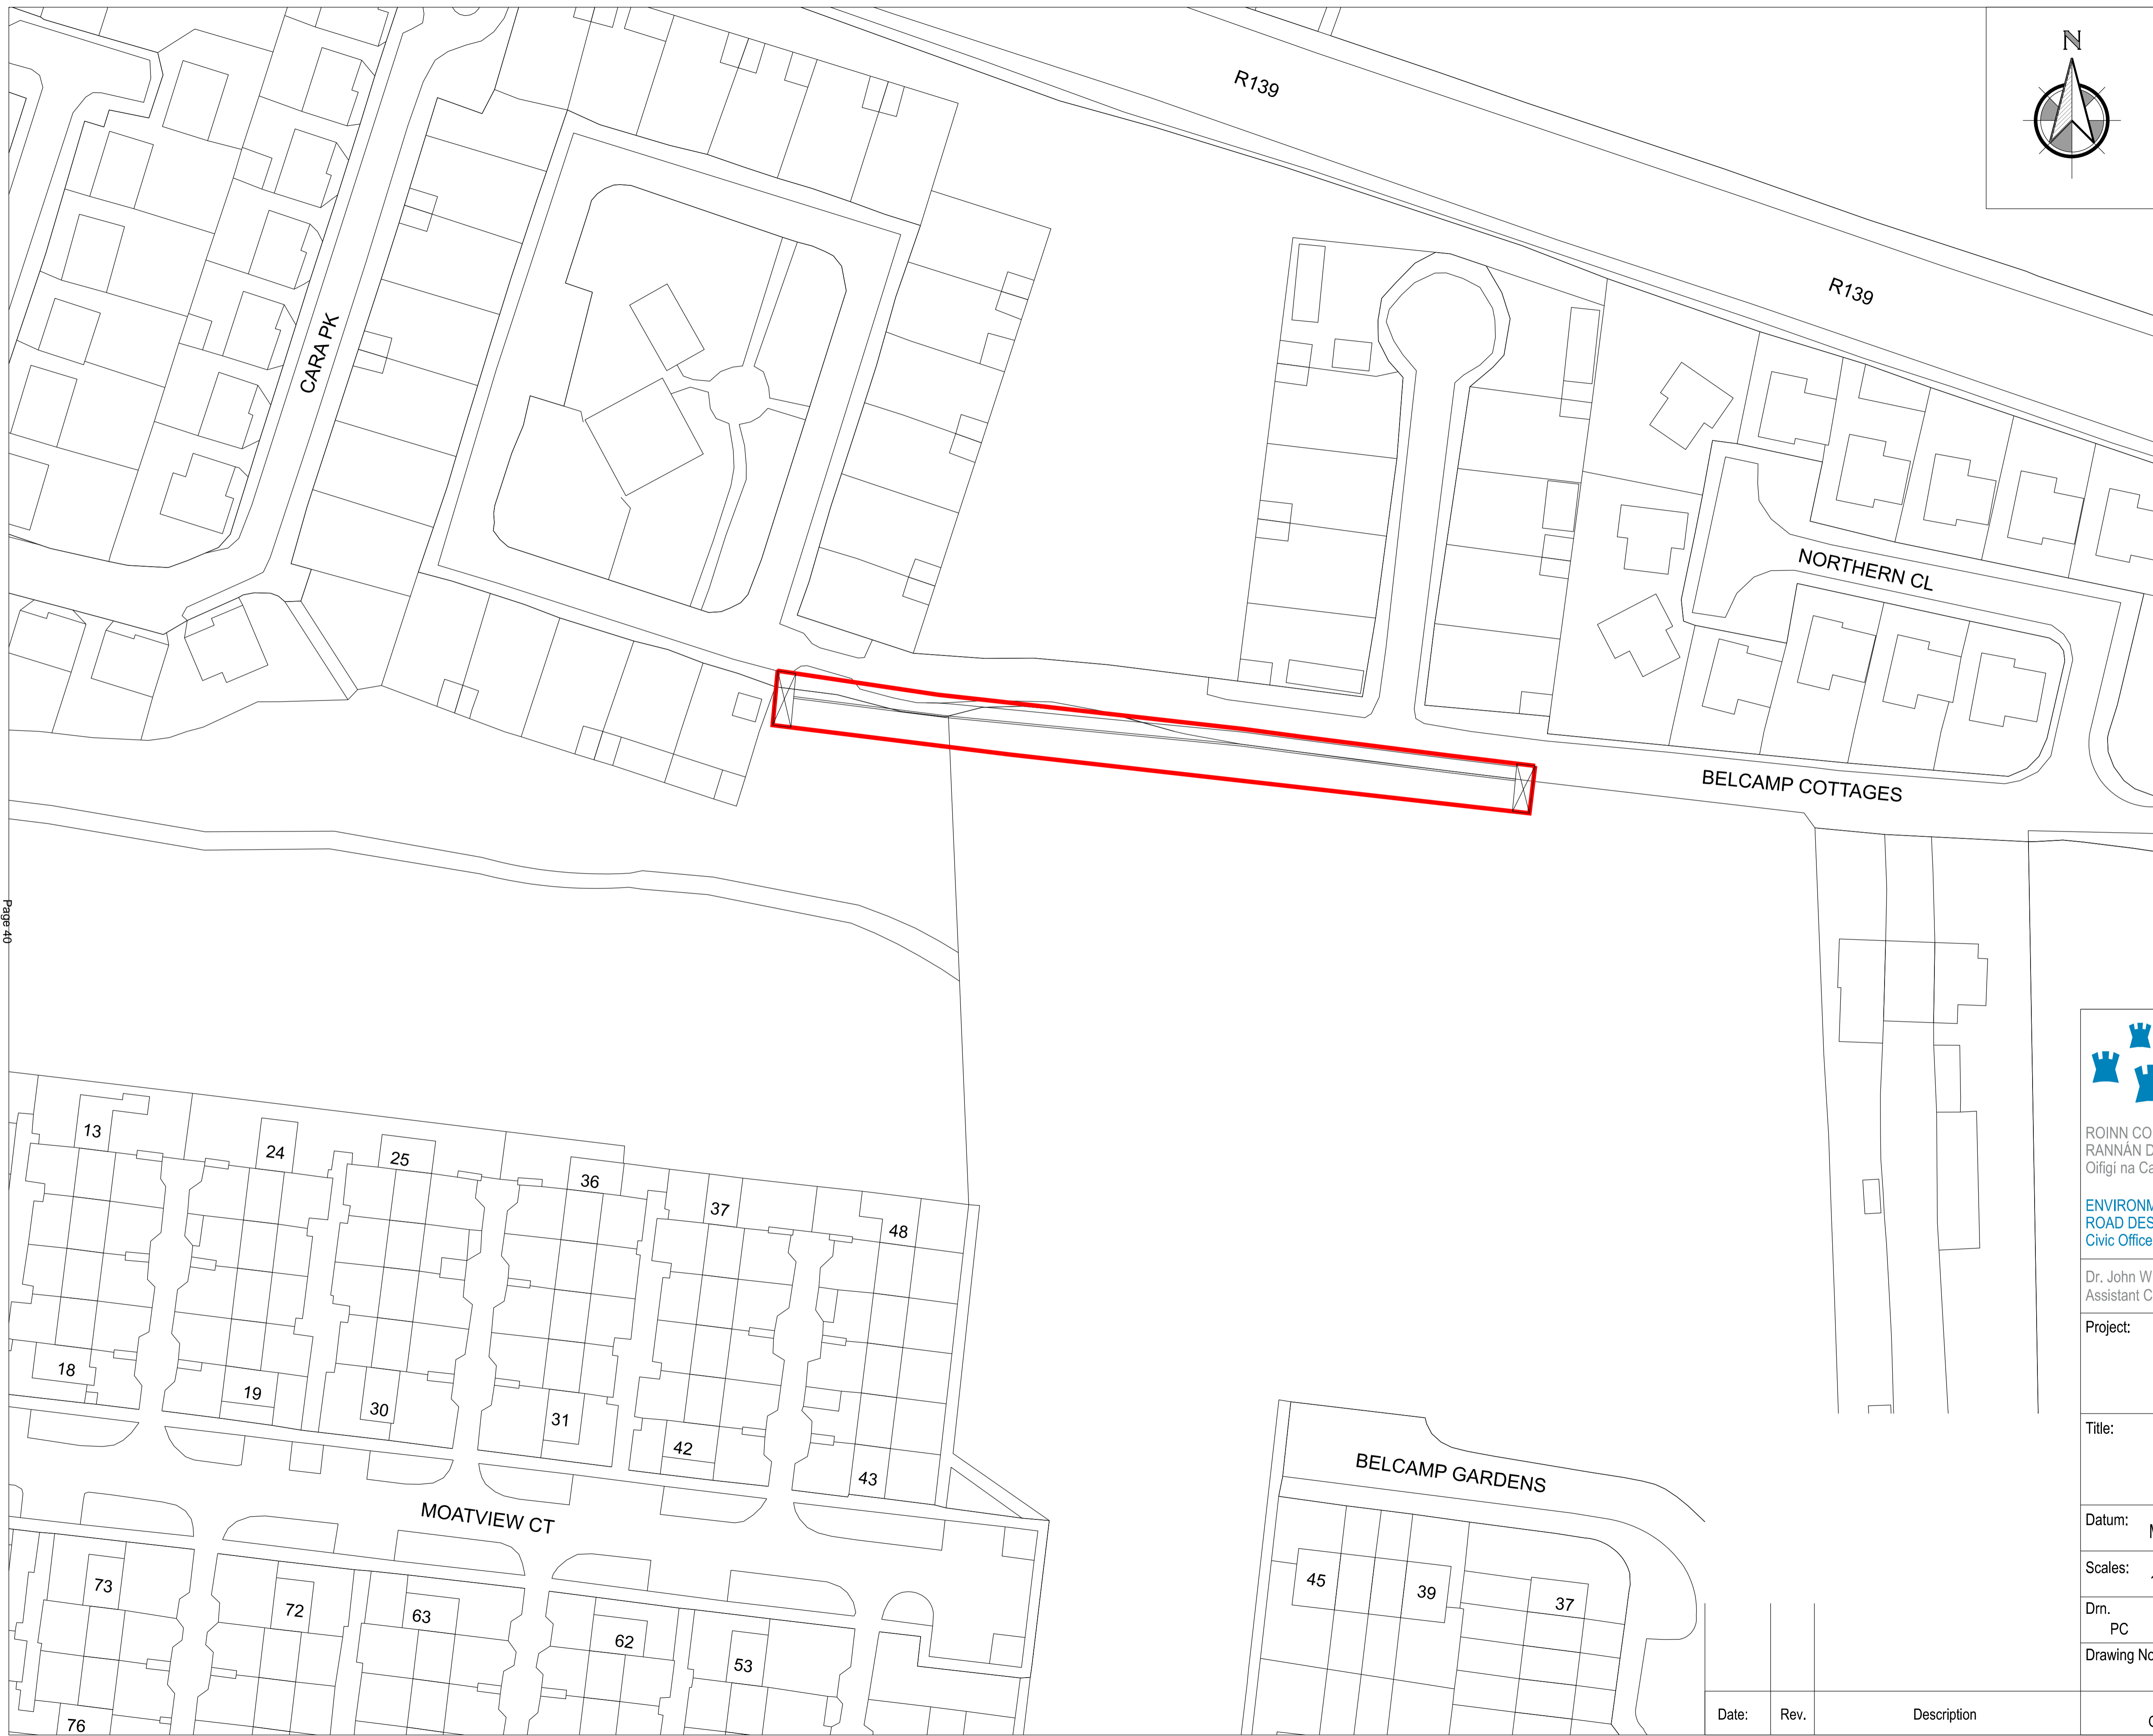 R139
N
R139
CARA PK
NORTHERN CL
BELCAMP COTTAGES
Page 40
13
24
25
36
37
48
18
19
30
31
42
43
MOATVIEW CT
BELCAMP GARDENS
73
72
63
62
53
76
45
39
37
ROINN CO
RANNÁN D
Oifigí na Ca
ENVIRONM
ROAD DES
Civic Office
Dr. John W
Assistant C
Project:
Title:
Datum:
Scales:
Drn.
PC
Drawing No
Date: Rev. Description